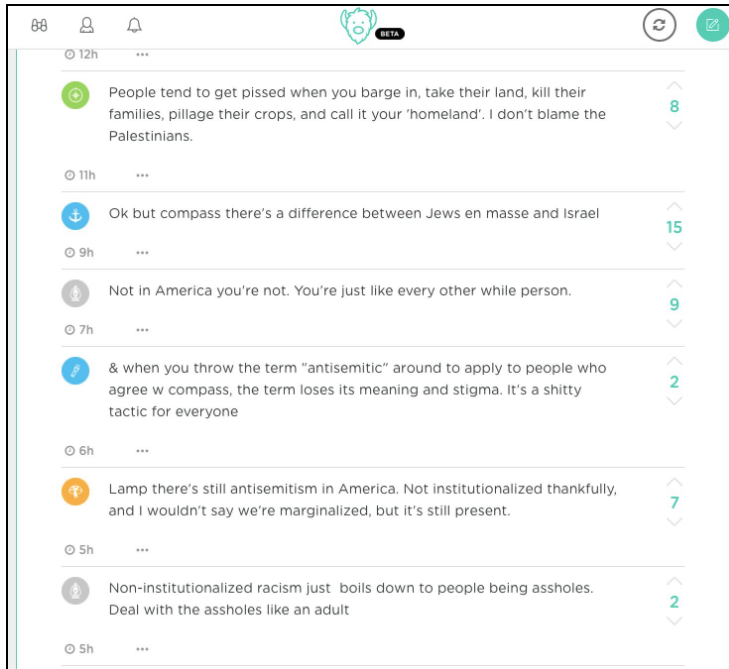 BETA
12h ...
People tend to get pissed when you barge in, take their land, kill their
families, pillage their crops, and call it your 'homeland'. I don't blame the
Palestinians.
8
11h ...
Ok but compass there's a difference between Jews en masse and Israel
15
9h ...
Not in America you're not. You're just like every other while person.
9
7h ...
& when you throw the term "antisemitic" around to apply to people who
agree w compass, the term loses its meaning and stigma. It's a shitty
tactic for everyone
2
6h ...
Lamp there's still antisemitism in America. Not institutionalized thankfully,
and I wouldn't say we're marginalized, but it's still present.
7
5h ...
Non-institutionalized racism just boils down to people being assholes.
Deal with the assholes like an adult
2
5h ...